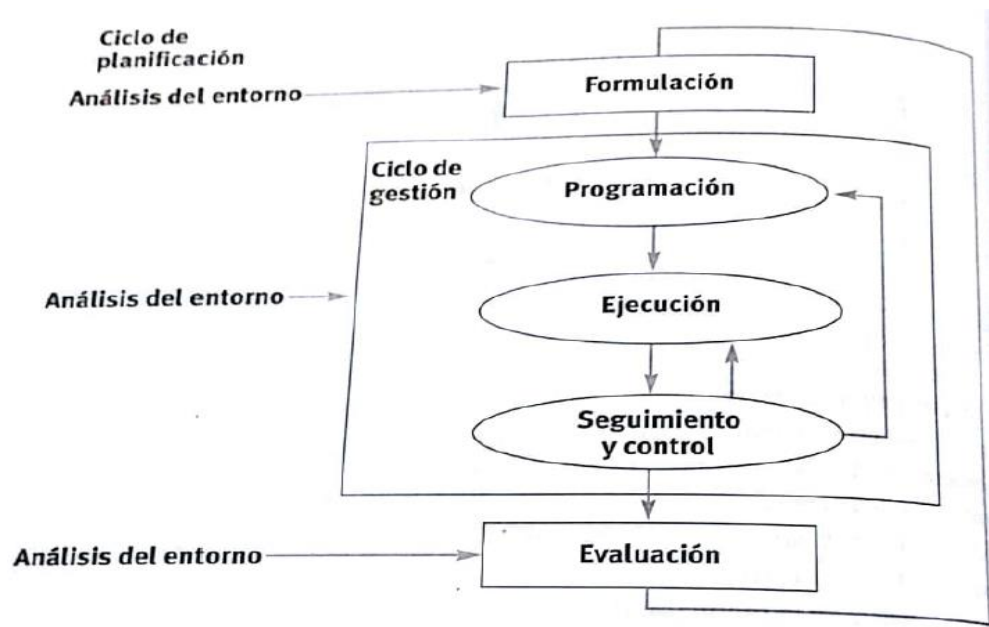 Ciclo de
planificación
Análisis del entorno
Formulación
Ciclo de
gestión
Programación
Análisis del entorno
Ejecución
Seguimiento
y control
Análisis del entorno
Evaluación